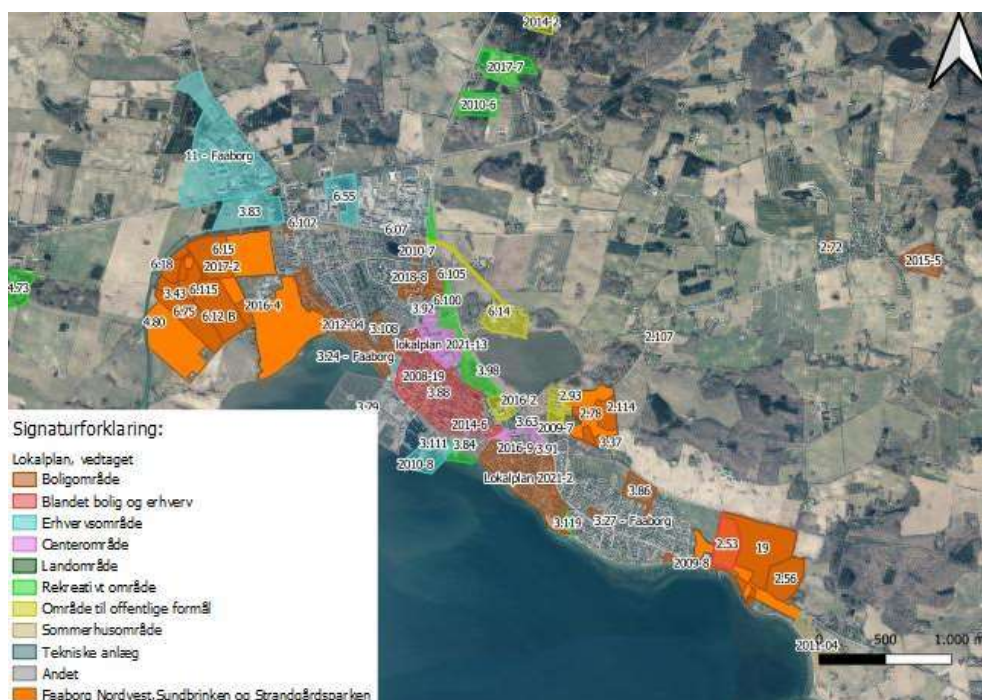 2014-2
2017-7
2010-6
11 - Faaborg
6.55
3.83
6.102
6.07
2010-7
6.15
6.18
2017-2
2018-8
6.105
2.72
2015-5
4.73
3.43
6.115
2016-4
6.100
3.92
6.14
6.75
6.12 B
4.80
2012-04
3.108
lokalplan 2021-13
2.107
3.24 - Faaborg
2008-19
3.98
3.88
2016-2
2.93
2.114
2.78
3.79
2014-6
3.63
2009-7
3.37
3.111
3.84
2016-9
3.91
2010-8
Lokalplan 2021-2
3.86
3.119
3.27 - Faaborg
2.53
19
2009-8
2.56
2011-04
0 500 1.000 m
Signaturforklaring:
Lokalplan, vedtaget
Boligområde
Blandet bolig og erhverv
Erhvervsområde
Centerområde
Landområde
Rekreativt område
Område til offentlige formål
Sommerhusområde
Tekniske anlæg
Andet
Faaborg Nordvest, Sundbrinken og Strandgårdsparken